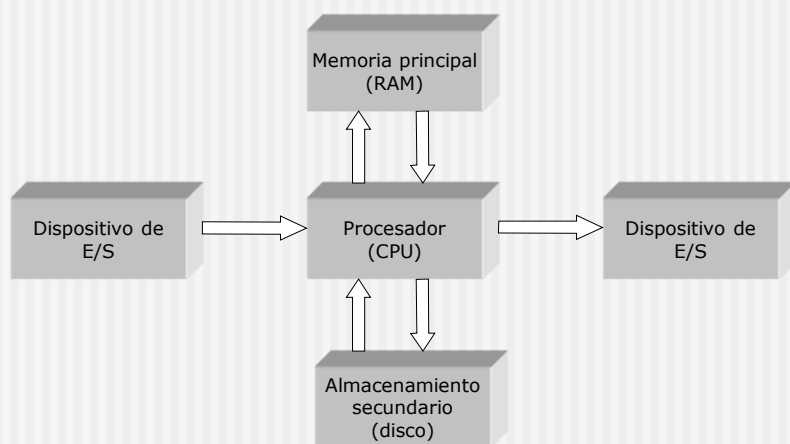 Memoria principal
(RAM)
Dispositivo de
E/S
Procesador
(CPU)
Dispositivo de
E/S
Almacenamiento
secundario
(disco)